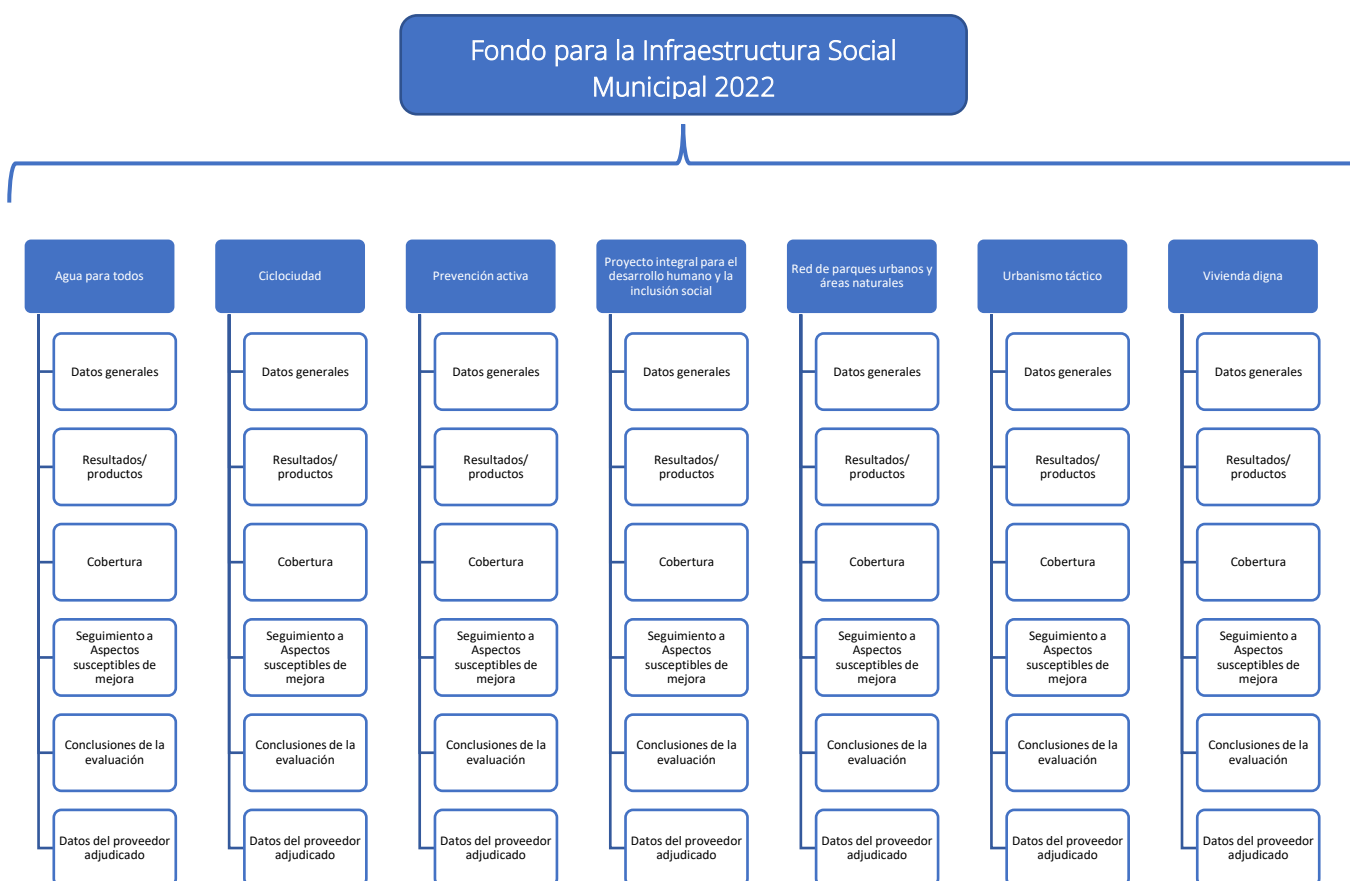 Fondo para la Infraestructura Social
Municipal 2022
Agua para todos
Datos generales
Resultados/
productos
Cobertura
Seguimiento a
Aspectos
susceptibles de
mejora
Conclusiones de la
evaluación
Datos del proveedor
adjudicado
Ciclociudad
Datos generales
Resultados/
productos
Cobertura
Seguimiento a
Aspectos
susceptibles de
mejora
Conclusiones de la
evaluación
Datos del proveedor
adjudicado
Prevención activa
Datos generales
Resultados/
productos
Cobertura
Seguimiento a
Aspectos
susceptibles de
mejora
Conclusiones de la
evaluación
Datos del proveedor
adjudicado
Proyecto integral para el
desarrollo humano y la
inclusión social
Datos generales
Resultados/
productos
Cobertura
Seguimiento a
Aspectos
susceptibles de
mejora
Conclusiones de la
evaluación
Datos del proveedor
adjudicado
Red de parques urbanos y
áreas naturales
Datos generales
Resultados/
productos
Cobertura
Seguimiento a
Aspectos
susceptibles de
mejora
Conclusiones de la
evaluación
Datos del proveedor
adjudicado
Urbanismo táctico
Datos generales
Resultados/
productos
Cobertura
Seguimiento a
Aspectos
susceptibles de
mejora
Conclusiones de la
evaluación
Datos del proveedor
adjudicado
Vivienda digna
Datos generales
Resultados/
productos
Cobertura
Seguimiento a
Aspectos
susceptibles de
mejora
Conclusiones de la
evaluación
Datos del proveedor
adjudicado